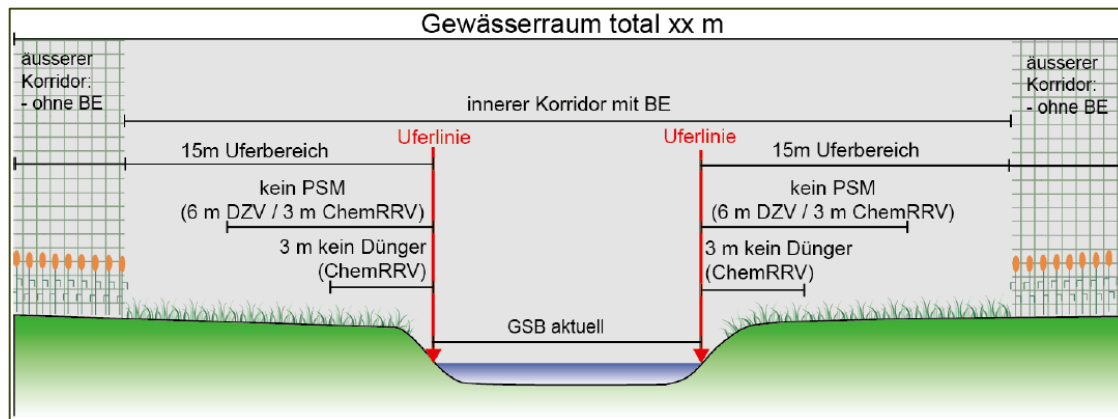 Gewässerraum total xx m
äusserer
Korridor:
- ohne BE
äusserer
Korridor:
- ohne BE
innerer Korridor mit BE
Uferlinie
Uferlinie
15m Uferbereich
15m Uferbereich
kein PSM
(6 m DZV / 3 m ChemRRV)
kein PSM
(6 m DZV / 3 m ChemRRV)
3 m kein Dünger
(ChemRRV)
3 m kein Dünger
(ChemRRV)
GSB aktuell